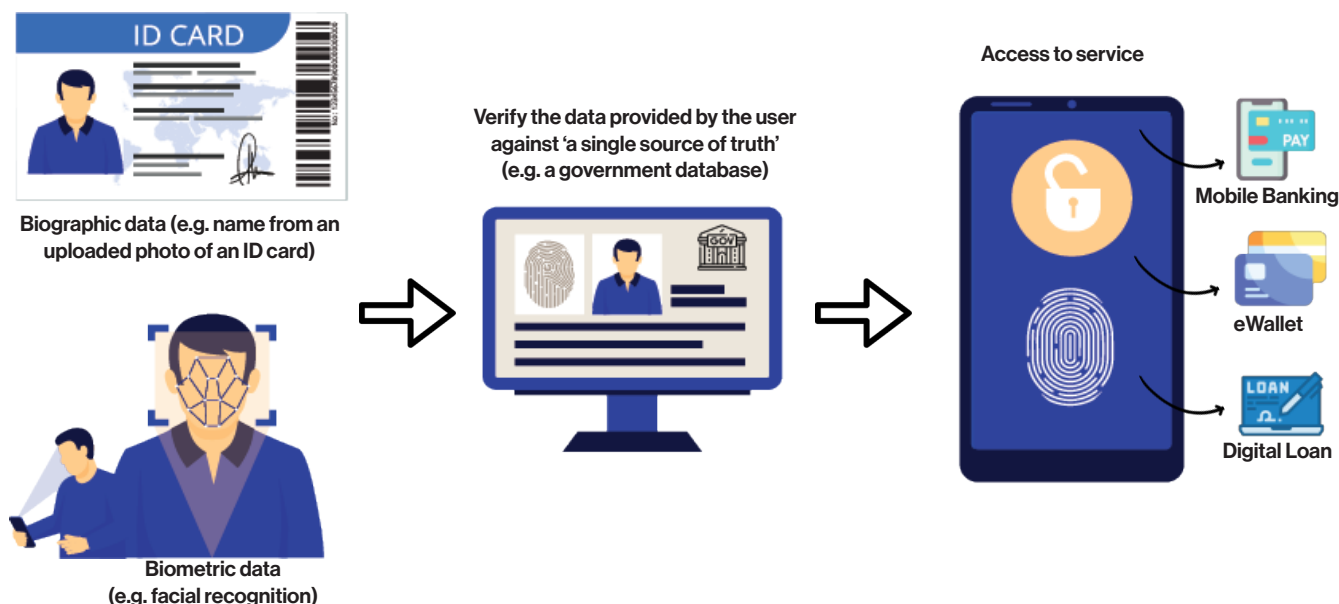 ID CARD
Biographic data (e.g. name from an
uploaded photo of an ID card)
Biometric data
(e.g. facial recognition)
Verify the data provided by the user
against ‘a single source of truth’
(e.g. a government database)
GOV
Access to service
PAY
Mobile Banking
eWallet
LOAN
Digital Loan